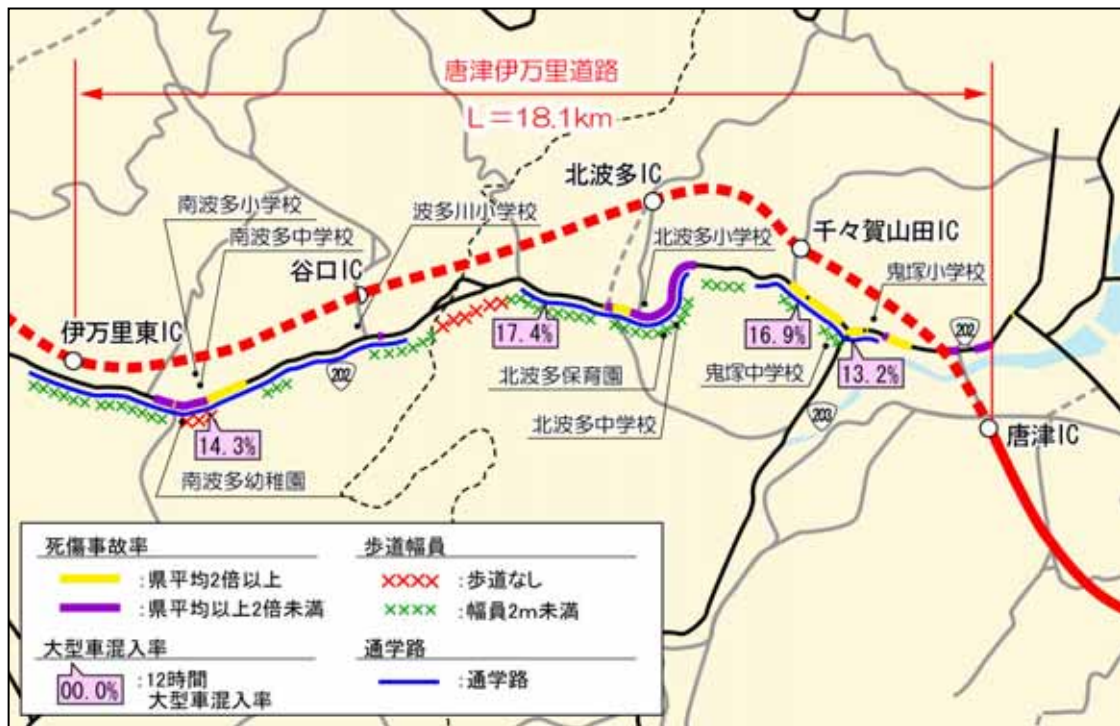 唐津伊万里道路
L=18.1km
北波多IC
南波多小学校
波多川小学校
北波多小学校
千々賀山田IC
南波多中学校
谷口IC
鬼塚小学校
伊万里東IC
17.4%
16.9%
202
202
北波多保育園
鬼塚中学校
13.2%
北波多中学校
203
唐津IC
14.3%
南波多幼稚園
死傷事故率
:県平均2倍以上
:県平均以上2倍未満
大型車混入率
00.0%
:12時間
大型車混入率
歩道幅員
:歩道なし
:幅員2m未満
通学路
:通学路